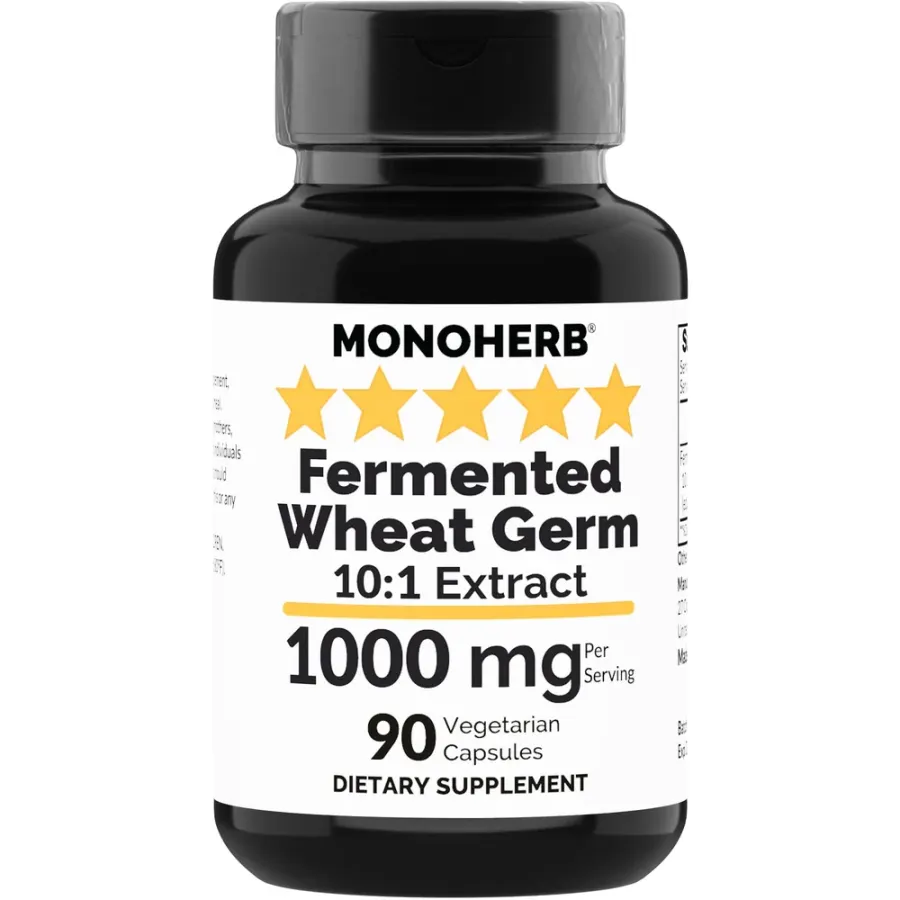 MONOHERB®
Fermented
Wheat Germ
10:1 Extract
1000 mg Per Serving
90 Vegetarian Capsules
DIETARY SUPPLEMENT